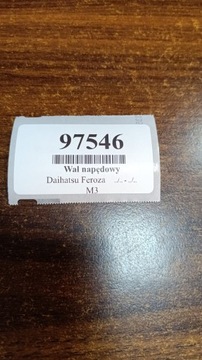 97546
Wał napędowy
Daihatsu Feroza
M3